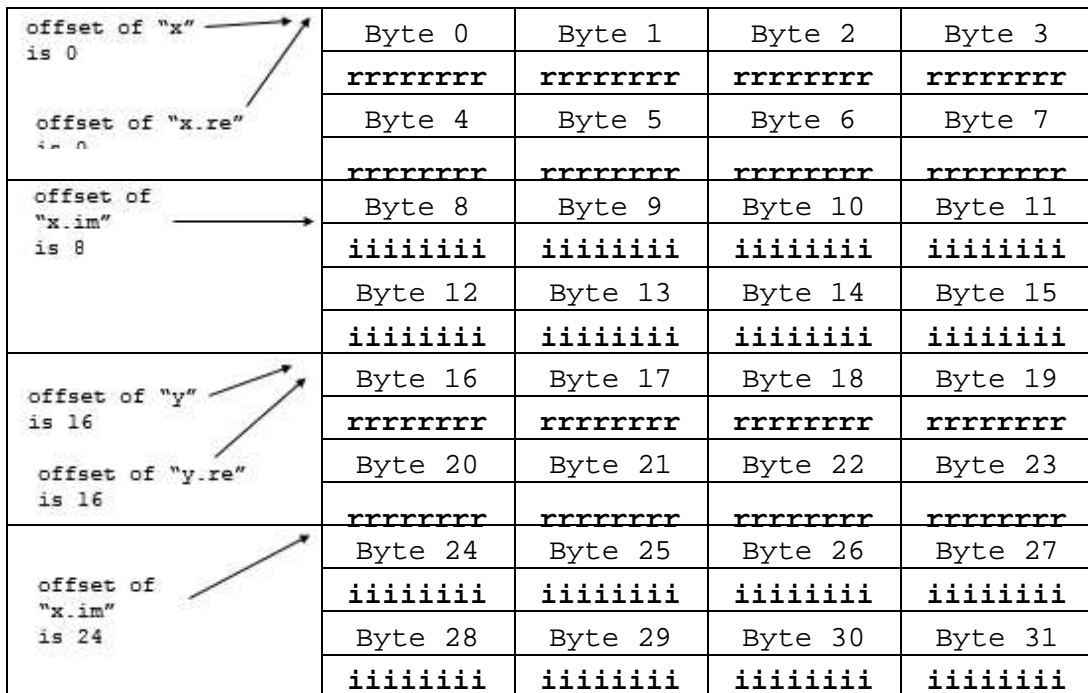 offset of "x"
is 0
offset of "x.re"
is 0
Byte 0 Byte 1 Byte 2 Byte 3
rrrrrrrr rrrrrrrr rrrrrrrr rrrrrrrr
Byte 4 Byte 5 Byte 6 Byte 7
rrrrrrrr rrrrrrrr rrrrrrrr rrrrrrrr
offset of
"x.im"
is 8
Byte 8 Byte 9 Byte 10 Byte 11
iiiiiiii iiiiiiii iiiiiiii iiiiiiii
Byte 12 Byte 13 Byte 14 Byte 15
iiiiiiii iiiiiiii iiiiiiii iiiiiiii
offset of "y"
is 16
offset of "y.re"
is 16
Byte 16 Byte 17 Byte 18 Byte 19
rrrrrrrr rrrrrrrr rrrrrrrr rrrrrrrr
Byte 20 Byte 21 Byte 22 Byte 23
rrrrrrrr rrrrrrrr rrrrrrrr rrrrrrrr
offset of
"x.im"
is 24
Byte 24 Byte 25 Byte 26 Byte 27
iiiiiiii iiiiiiii iiiiiiii iiiiiiii
Byte 28 Byte 29 Byte 30 Byte 31
iiiiiiii iiiiiiii iiiiiiii iiiiiiii